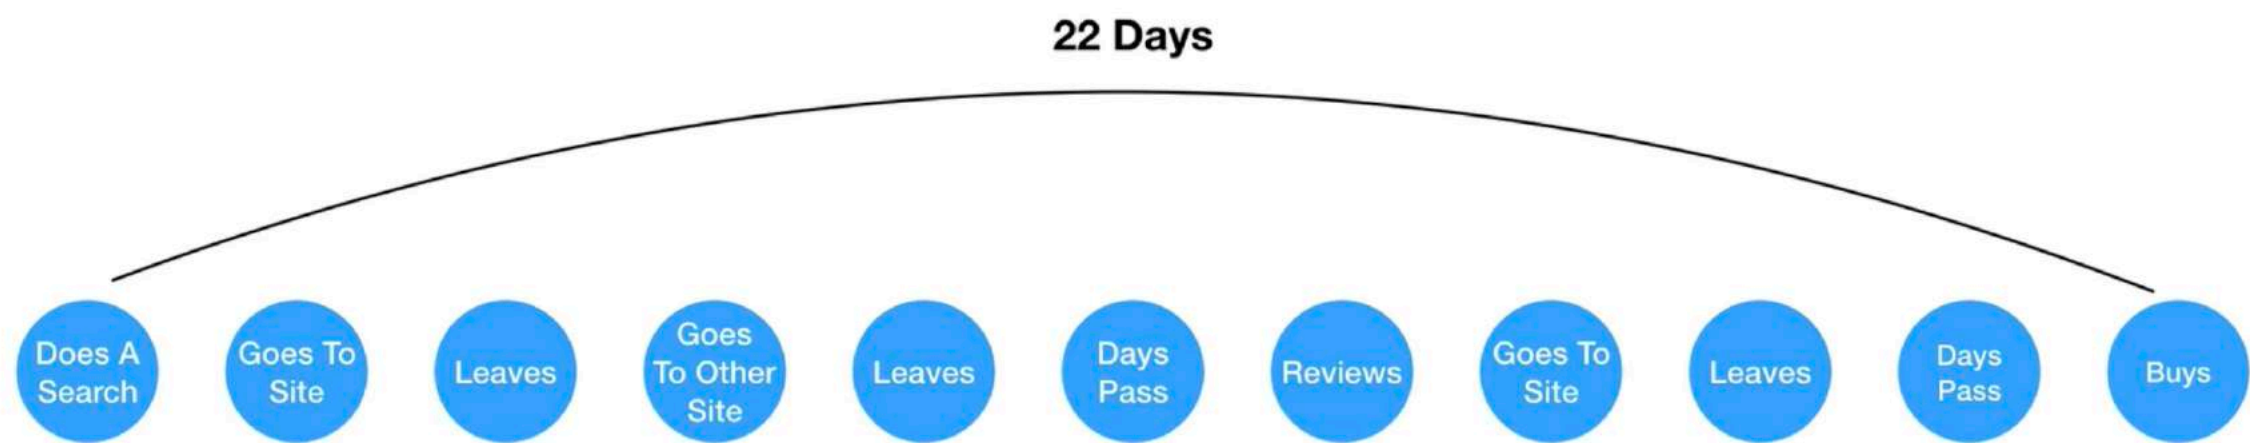 22 Days
Does A
Search
Goes To
Site
Leaves
Goes
To Other
Site
Leaves
Days
Pass
Reviews
Goes To
Site
Leaves
Days
Pass
Buys